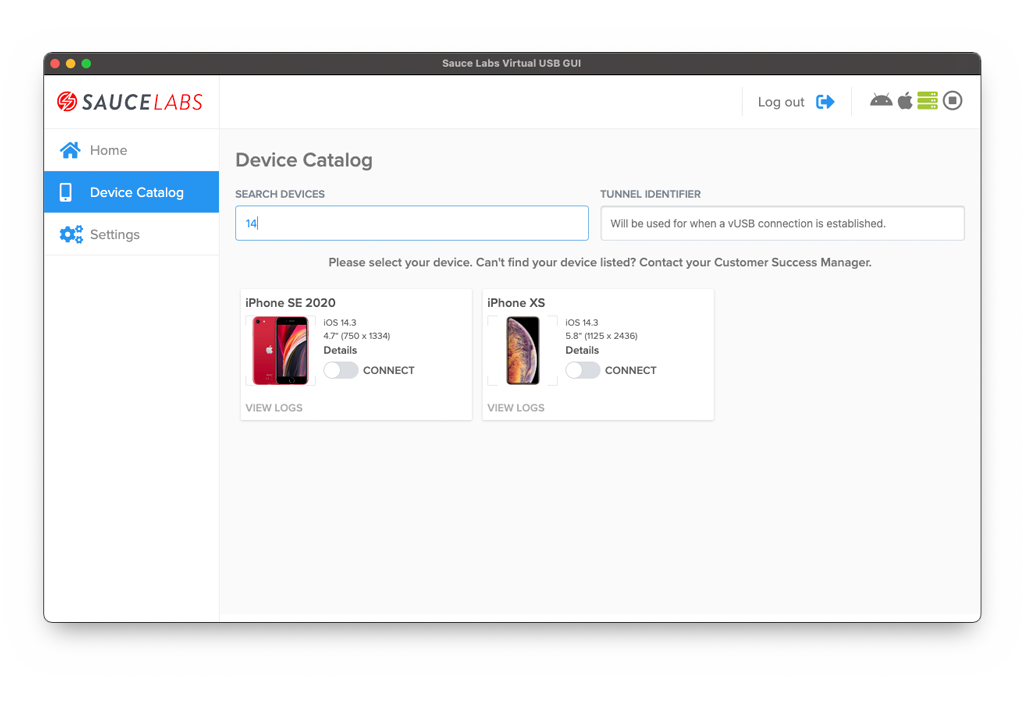 Sauce Labs Virtual USB GUI
SAUCELABS
Log out
Home
Device Catalog
Settings
Device Catalog
SEARCH DEVICES
TUNNEL IDENTIFIER
14
Will be used for when a vUSB connection is established.
Please select your device. Can't find your device listed? Contact your Customer Success Manager.
iPhone SE 2020
iOS 14.3
4.7" (750 x 1334)
Details
CONNECT
VIEW LOGS
iPhone XS
iOS 14.3
5.8" (1125 x 2436)
Details
CONNECT
VIEW LOGS